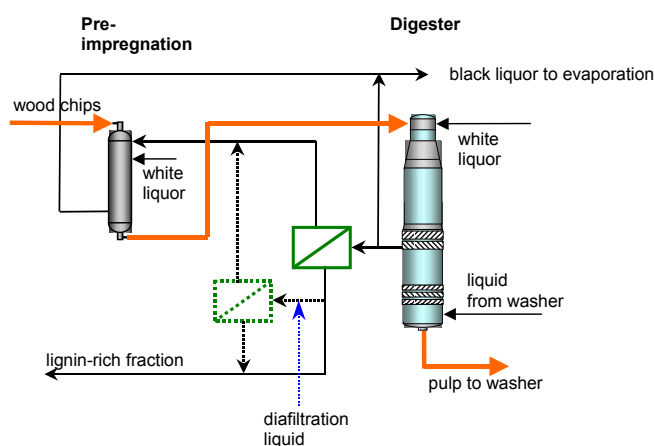 Pre-
impregnation
Digester
black liquor to evaporation
wood chips
white
liquor
white
liquor
liquid
from washer
lignin-rich fraction
pulp to washer
diafiltration
liquid